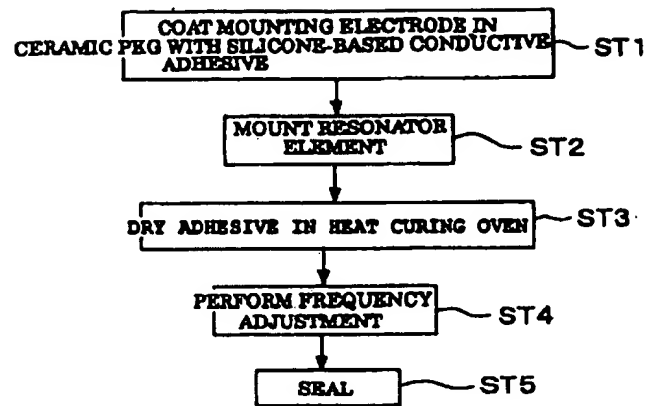 COAT MOUNTING ELECTRODE IN
CERAMIC PKG WITH SILICONE-BASED CONDUCTIVE
ADHESIVE
ST1
MOUNT RESONATOR
ELEMENT
ST2
DRY ADHESIVE IN HEAT CURING OVEN
ST3
PERFORM FREQUENCY
ADJUSTMENT
ST4
SEAL
ST5